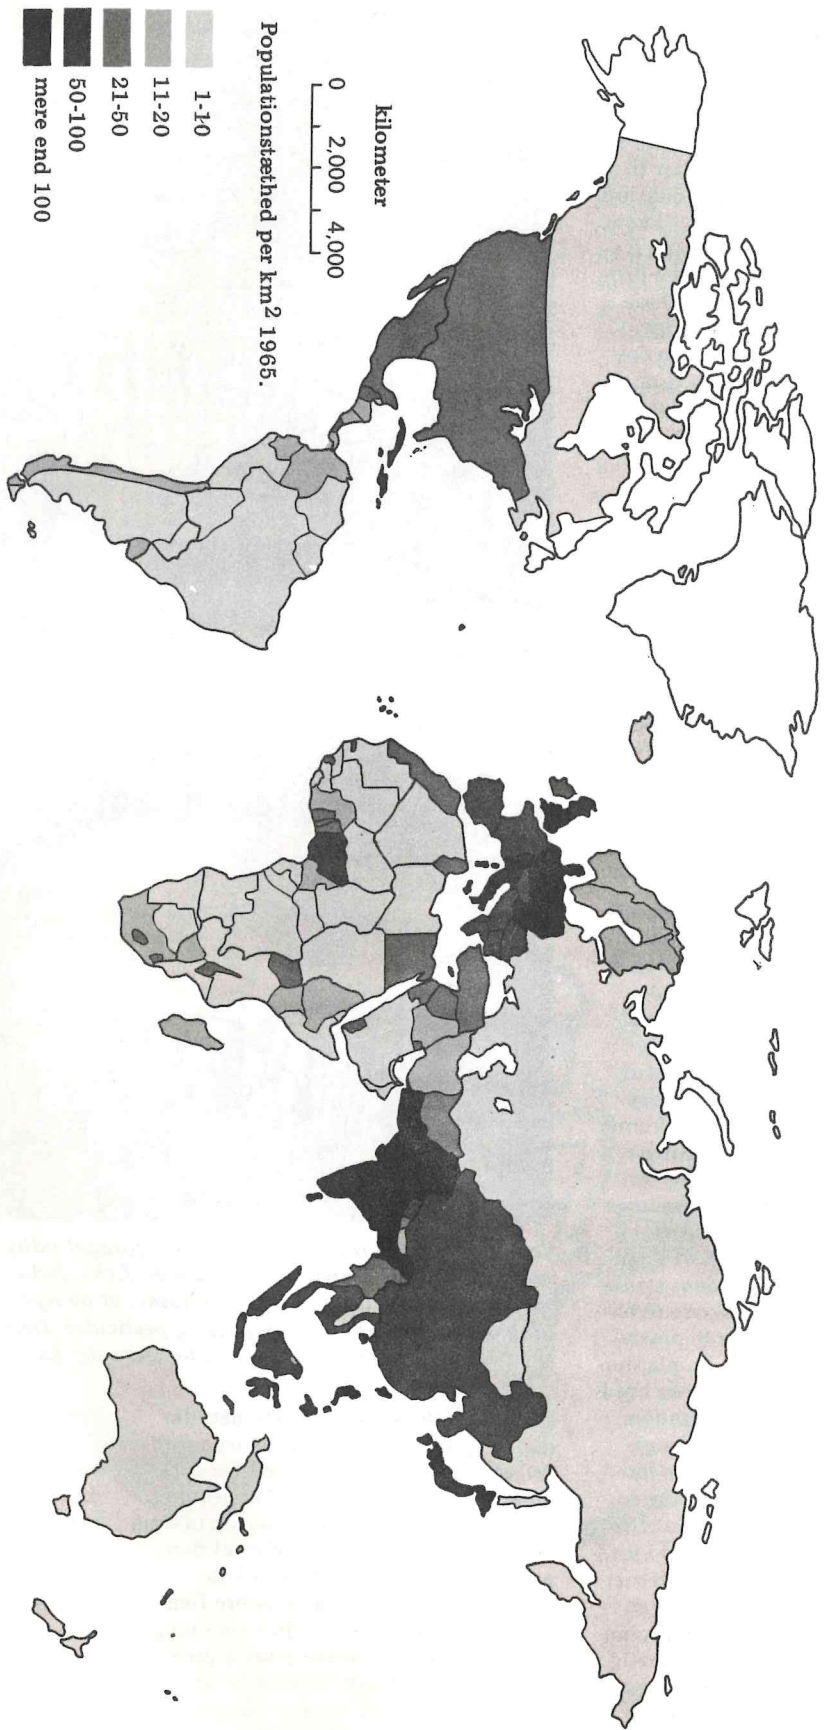 kilometer
0 2,000 4,000
Populationstæthed per km² 1965.
1-10
11-20
21-50
50-100
mere end 100